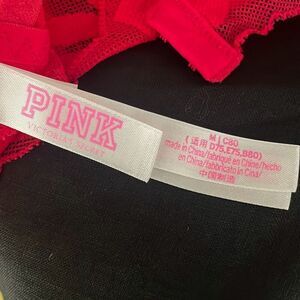 PINK
VICTORIA'S SECRET
M | C80
(适用 D75,E75,B80)
made in China/fabriqué en Chine/hecho
en China/fabricado in Cina/
中国制造